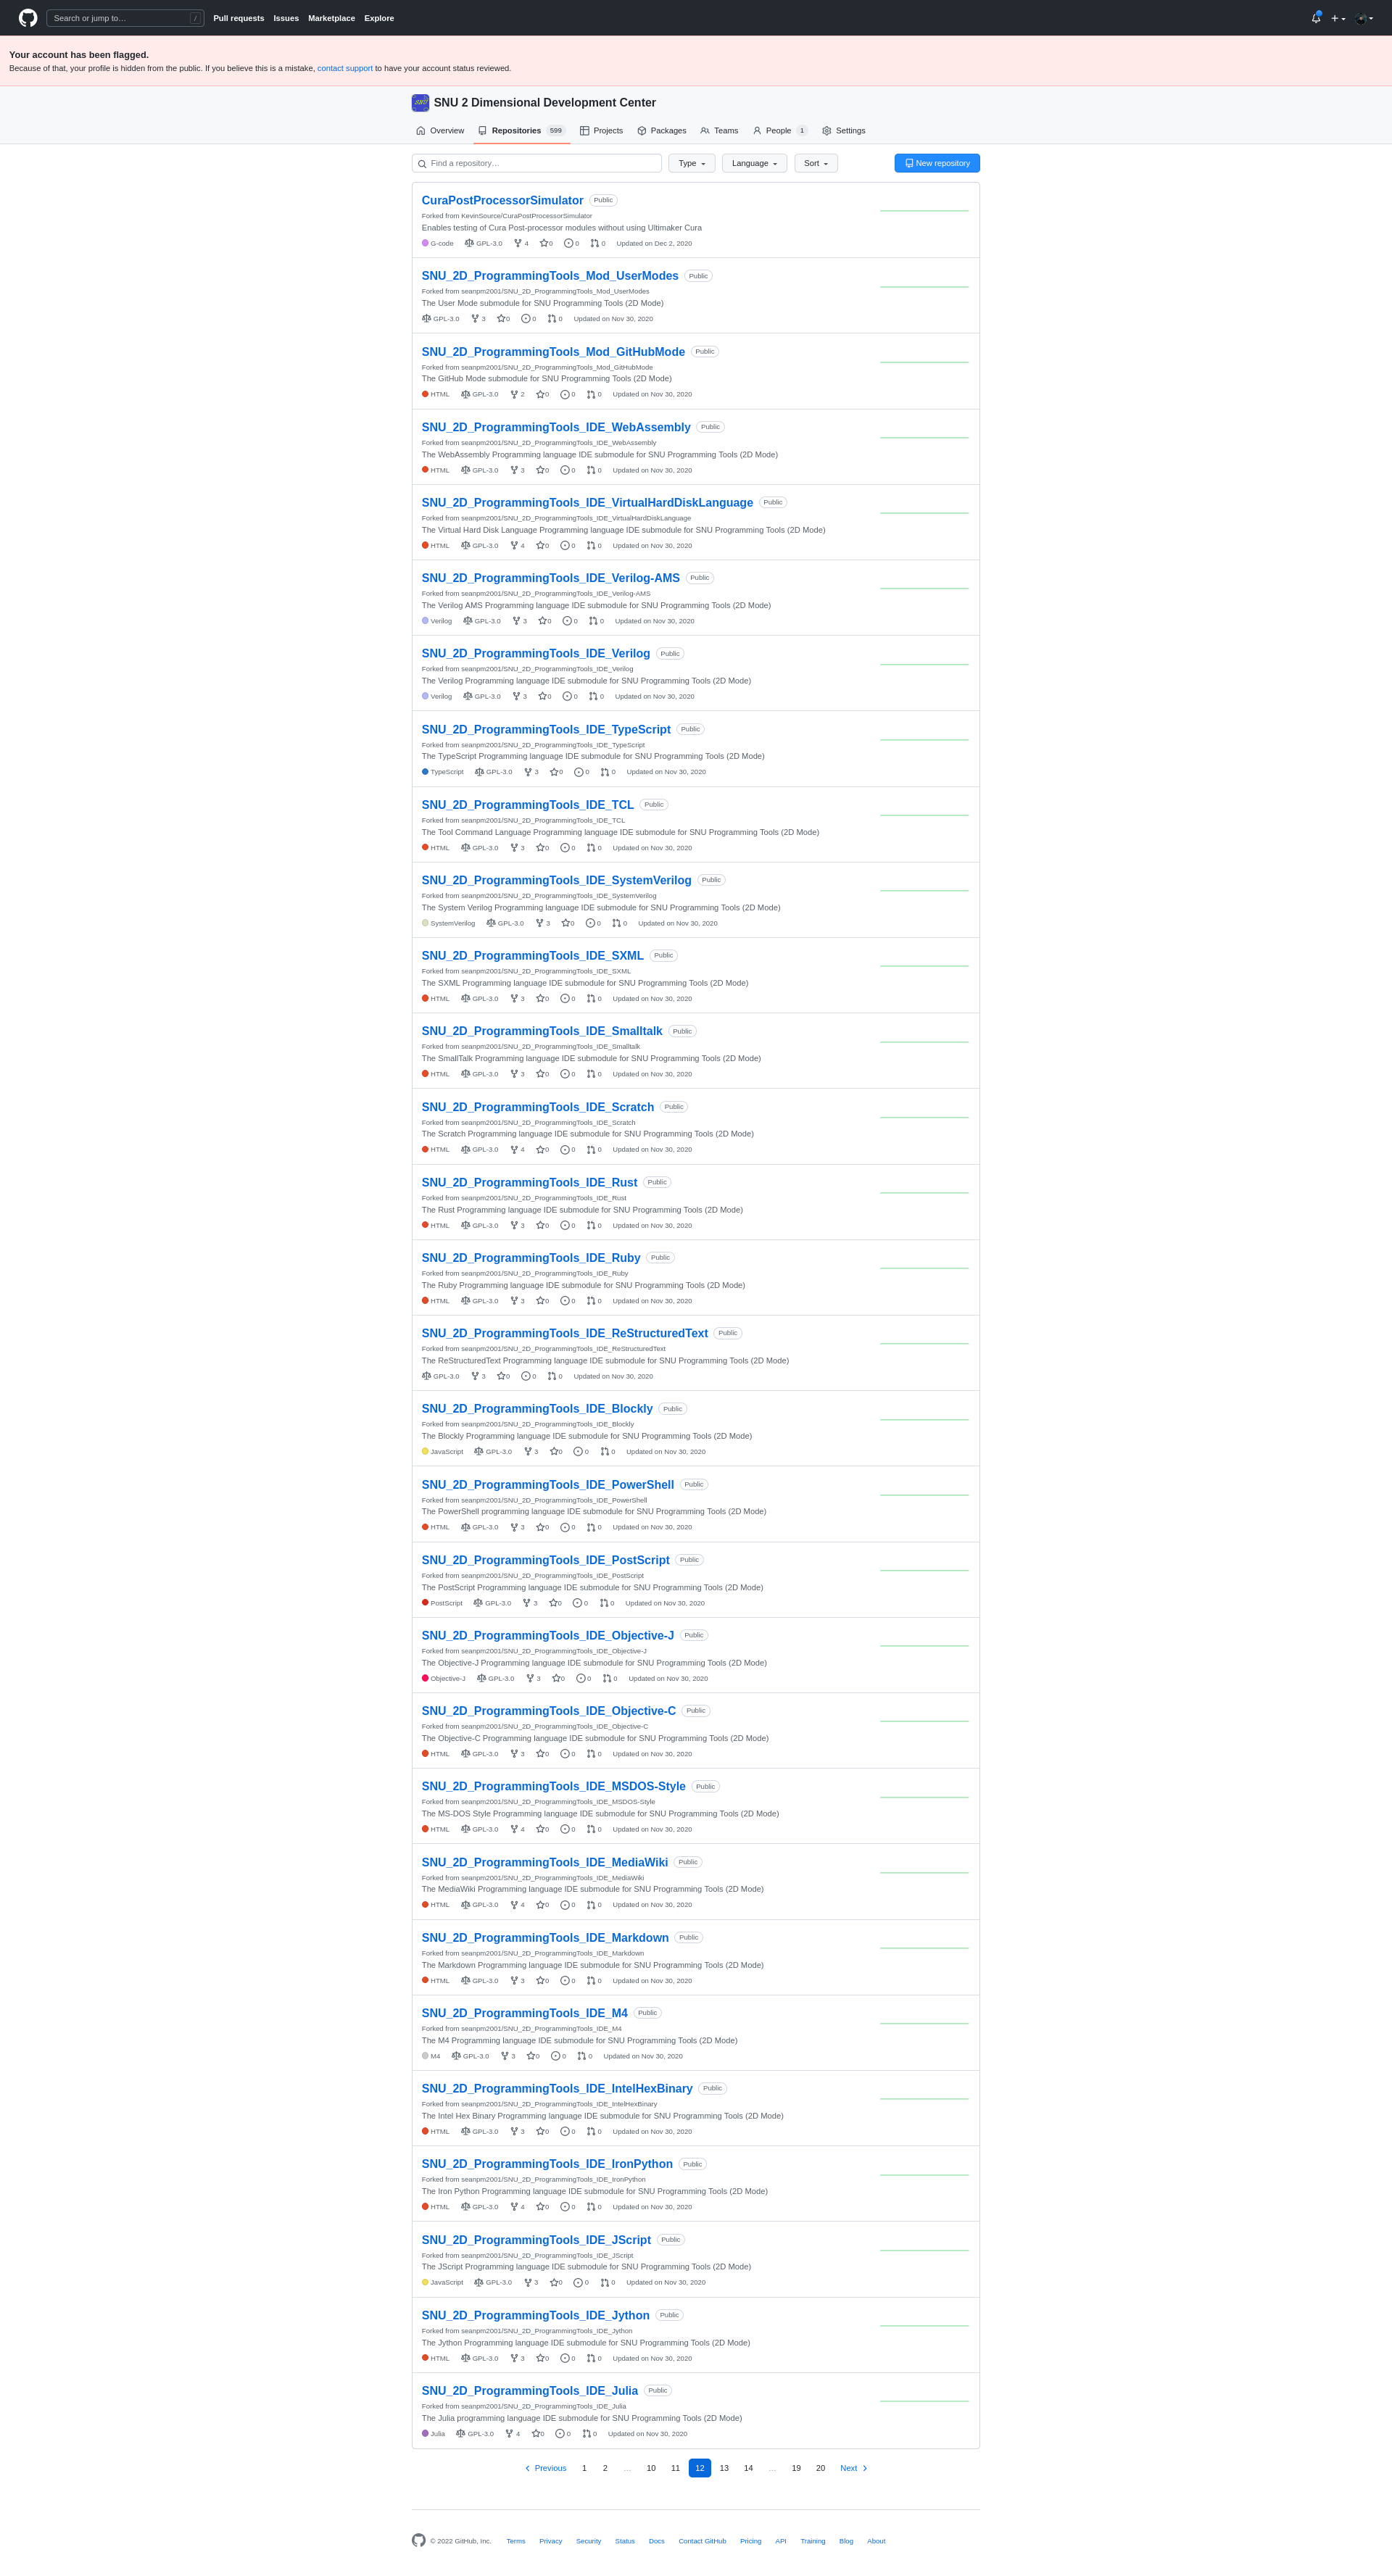 Search or jump to… /
Pull requests Issues Marketplace Explore
Your account has been flagged.
Because of that, your profile is hidden from the public. If you believe this is a mistake, contact support to have your account status reviewed.
SNU 2 Dimensional Development Center
Overview Repositories 599 Projects Packages Teams People 1 Settings
Find a repository… Type Language Sort New repository
CuraPostProcessorSimulator Public
Forked from KevinSource/CuraPostProcessorSimulator
Enables testing of Cura Post-processor modules without using Ultimaker Cura
G-code GPL-3.0 4 0 0 0 Updated on Dec 2, 2020
SNU_2D_ProgrammingTools_Mod_UserModes Public
Forked from seanpm2001/SNU_2D_ProgrammingTools_Mod_UserModes
The User Mode submodule for SNU Programming Tools (2D Mode)
GPL-3.0 3 0 0 0 Updated on Nov 30, 2020
SNU_2D_ProgrammingTools_Mod_GitHubMode Public
Forked from seanpm2001/SNU_2D_ProgrammingTools_Mod_GitHubMode
The GitHub Mode submodule for SNU Programming Tools (2D Mode)
HTML GPL-3.0 2 0 0 0 Updated on Nov 30, 2020
SNU_2D_ProgrammingTools_IDE_WebAssembly Public
Forked from seanpm2001/SNU_2D_ProgrammingTools_IDE_WebAssembly
The WebAssembly Programming language IDE submodule for SNU Programming Tools (2D Mode)
HTML GPL-3.0 3 0 0 0 Updated on Nov 30, 2020
SNU_2D_ProgrammingTools_IDE_VirtualHardDiskLanguage Public
Forked from seanpm2001/SNU_2D_ProgrammingTools_IDE_VirtualHardDiskLanguage
The Virtual Hard Disk Language Programming language IDE submodule for SNU Programming Tools (2D Mode)
HTML GPL-3.0 4 0 0 0 Updated on Nov 30, 2020
SNU_2D_ProgrammingTools_IDE_Verilog-AMS Public
Forked from seanpm2001/SNU_2D_ProgrammingTools_IDE_Verilog-AMS
The Verilog AMS Programming language IDE submodule for SNU Programming Tools (2D Mode)
Verilog GPL-3.0 3 0 0 0 Updated on Nov 30, 2020
SNU_2D_ProgrammingTools_IDE_Verilog Public
Forked from seanpm2001/SNU_2D_ProgrammingTools_IDE_Verilog
The Verilog Programming language IDE submodule for SNU Programming Tools (2D Mode)
Verilog GPL-3.0 3 0 0 0 Updated on Nov 30, 2020
SNU_2D_ProgrammingTools_IDE_TypeScript Public
Forked from seanpm2001/SNU_2D_ProgrammingTools_IDE_TypeScript
The TypeScript Programming language IDE submodule for SNU Programming Tools (2D Mode)
TypeScript GPL-3.0 3 0 0 0 Updated on Nov 30, 2020
SNU_2D_ProgrammingTools_IDE_TCL Public
Forked from seanpm2001/SNU_2D_ProgrammingTools_IDE_TCL
The Tool Command Language Programming language IDE submodule for SNU Programming Tools (2D Mode)
HTML GPL-3.0 3 0 0 0 Updated on Nov 30, 2020
SNU_2D_ProgrammingTools_IDE_SystemVerilog Public
Forked from seanpm2001/SNU_2D_ProgrammingTools_IDE_SystemVerilog
The System Verilog Programming language IDE submodule for SNU Programming Tools (2D Mode)
SystemVerilog GPL-3.0 3 0 0 0 Updated on Nov 30, 2020
SNU_2D_ProgrammingTools_IDE_SXML Public
Forked from seanpm2001/SNU_2D_ProgrammingTools_IDE_SXML
The SXML Programming language IDE submodule for SNU Programming Tools (2D Mode)
HTML GPL-3.0 3 0 0 0 Updated on Nov 30, 2020
SNU_2D_ProgrammingTools_IDE_Smalltalk Public
Forked from seanpm2001/SNU_2D_ProgrammingTools_IDE_Smalltalk
The SmallTalk Programming language IDE submodule for SNU Programming Tools (2D Mode)
HTML GPL-3.0 3 0 0 0 Updated on Nov 30, 2020
SNU_2D_ProgrammingTools_IDE_Scratch Public
Forked from seanpm2001/SNU_2D_ProgrammingTools_IDE_Scratch
The Scratch Programming language IDE submodule for SNU Programming Tools (2D Mode)
HTML GPL-3.0 4 0 0 0 Updated on Nov 30, 2020
SNU_2D_ProgrammingTools_IDE_Rust Public
Forked from seanpm2001/SNU_2D_ProgrammingTools_IDE_Rust
The Rust Programming language IDE submodule for SNU Programming Tools (2D Mode)
HTML GPL-3.0 3 0 0 0 Updated on Nov 30, 2020
SNU_2D_ProgrammingTools_IDE_Ruby Public
Forked from seanpm2001/SNU_2D_ProgrammingTools_IDE_Ruby
The Ruby Programming language IDE submodule for SNU Programming Tools (2D Mode)
HTML GPL-3.0 3 0 0 0 Updated on Nov 30, 2020
SNU_2D_ProgrammingTools_IDE_ReStructuredText Public
Forked from seanpm2001/SNU_2D_ProgrammingTools_IDE_ReStructuredText
The ReStructuredText Programming language IDE submodule for SNU Programming Tools (2D Mode)
GPL-3.0 3 0 0 0 Updated on Nov 30, 2020
SNU_2D_ProgrammingTools_IDE_Blockly Public
Forked from seanpm2001/SNU_2D_ProgrammingTools_IDE_Blockly
The Blockly Programming language IDE submodule for SNU Programming Tools (2D Mode)
JavaScript GPL-3.0 3 0 0 0 Updated on Nov 30, 2020
SNU_2D_ProgrammingTools_IDE_PowerShell Public
Forked from seanpm2001/SNU_2D_ProgrammingTools_IDE_PowerShell
The PowerShell programming language IDE submodule for SNU Programming Tools (2D Mode)
HTML GPL-3.0 3 0 0 0 Updated on Nov 30, 2020
SNU_2D_ProgrammingTools_IDE_PostScript Public
Forked from seanpm2001/SNU_2D_ProgrammingTools_IDE_PostScript
The PostScript Programming language IDE submodule for SNU Programming Tools (2D Mode)
PostScript GPL-3.0 3 0 0 0 Updated on Nov 30, 2020
SNU_2D_ProgrammingTools_IDE_Objective-J Public
Forked from seanpm2001/SNU_2D_ProgrammingTools_IDE_Objective-J
The Objective-J Programming language IDE submodule for SNU Programming Tools (2D Mode)
Objective-J GPL-3.0 3 0 0 0 Updated on Nov 30, 2020
SNU_2D_ProgrammingTools_IDE_Objective-C Public
Forked from seanpm2001/SNU_2D_ProgrammingTools_IDE_Objective-C
The Objective-C Programming language IDE submodule for SNU Programming Tools (2D Mode)
HTML GPL-3.0 3 0 0 0 Updated on Nov 30, 2020
SNU_2D_ProgrammingTools_IDE_MSDOS-Style Public
Forked from seanpm2001/SNU_2D_ProgrammingTools_IDE_MSDOS-Style
The MS-DOS Style Programming language IDE submodule for SNU Programming Tools (2D Mode)
HTML GPL-3.0 4 0 0 0 Updated on Nov 30, 2020
SNU_2D_ProgrammingTools_IDE_MediaWiki Public
Forked from seanpm2001/SNU_2D_ProgrammingTools_IDE_MediaWiki
The MediaWiki Programming language IDE submodule for SNU Programming Tools (2D Mode)
HTML GPL-3.0 4 0 0 0 Updated on Nov 30, 2020
SNU_2D_ProgrammingTools_IDE_Markdown Public
Forked from seanpm2001/SNU_2D_ProgrammingTools_IDE_Markdown
The Markdown Programming language IDE submodule for SNU Programming Tools (2D Mode)
HTML GPL-3.0 3 0 0 0 Updated on Nov 30, 2020
SNU_2D_ProgrammingTools_IDE_M4 Public
Forked from seanpm2001/SNU_2D_ProgrammingTools_IDE_M4
The M4 Programming language IDE submodule for SNU Programming Tools (2D Mode)
M4 GPL-3.0 3 0 0 0 Updated on Nov 30, 2020
SNU_2D_ProgrammingTools_IDE_IntelHexBinary Public
Forked from seanpm2001/SNU_2D_ProgrammingTools_IDE_IntelHexBinary
The Intel Hex Binary Programming language IDE submodule for SNU Programming Tools (2D Mode)
HTML GPL-3.0 3 0 0 0 Updated on Nov 30, 2020
SNU_2D_ProgrammingTools_IDE_IronPython Public
Forked from seanpm2001/SNU_2D_ProgrammingTools_IDE_IronPython
The Iron Python Programming language IDE submodule for SNU Programming Tools (2D Mode)
HTML GPL-3.0 4 0 0 0 Updated on Nov 30, 2020
SNU_2D_ProgrammingTools_IDE_JScript Public
Forked from seanpm2001/SNU_2D_ProgrammingTools_IDE_JScript
The JScript Programming language IDE submodule for SNU Programming Tools (2D Mode)
JavaScript GPL-3.0 3 0 0 0 Updated on Nov 30, 2020
SNU_2D_ProgrammingTools_IDE_Jython Public
Forked from seanpm2001/SNU_2D_ProgrammingTools_IDE_Jython
The Jython Programming language IDE submodule for SNU Programming Tools (2D Mode)
HTML GPL-3.0 3 0 0 0 Updated on Nov 30, 2020
SNU_2D_ProgrammingTools_IDE_Julia Public
Forked from seanpm2001/SNU_2D_ProgrammingTools_IDE_Julia
The Julia programming language IDE submodule for SNU Programming Tools (2D Mode)
Julia GPL-3.0 4 0 0 0 Updated on Nov 30, 2020
Previous 1 2 … 10 11 12 13 14 … 19 20 Next
© 2022 GitHub, Inc. Terms Privacy Security Status Docs Contact GitHub Pricing API Training Blog About